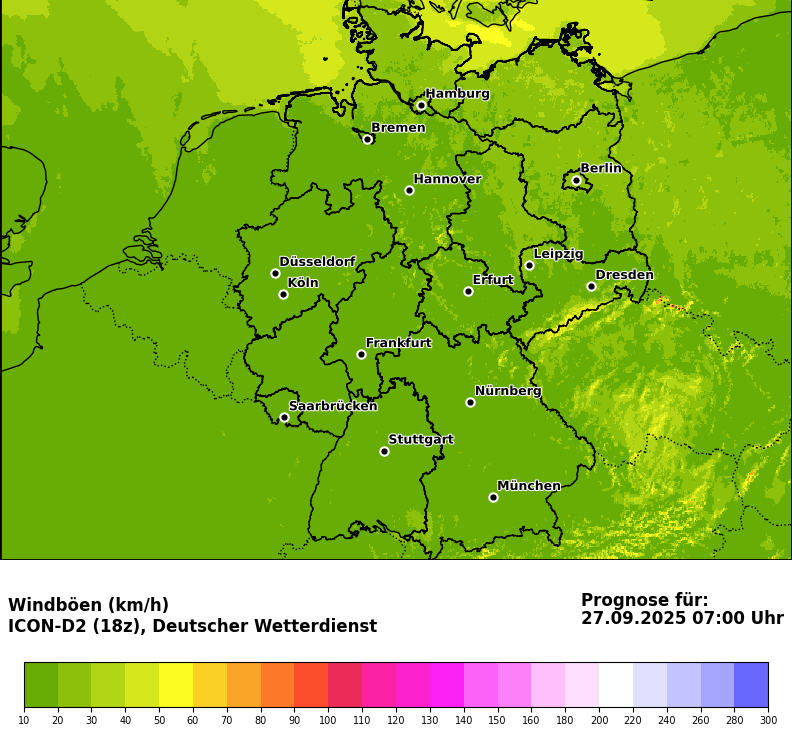 Hamburg
Bremen
Berlin
Hannover
Leipzig
Düsseldorf
Dresden
Erfurt
Köln
Frankfurt
Nürnberg
Saarbrücken
Stuttgart
München
Windböen (km/h)
ICON-D2 (18z), Deutscher Wetterdienst
Prognose für:
27.09.2025 07:00 Uhr
10 20 30 40 50 60 70 80 90 100 110 120 130 140 150 160 180 200 220 240 260 280 300